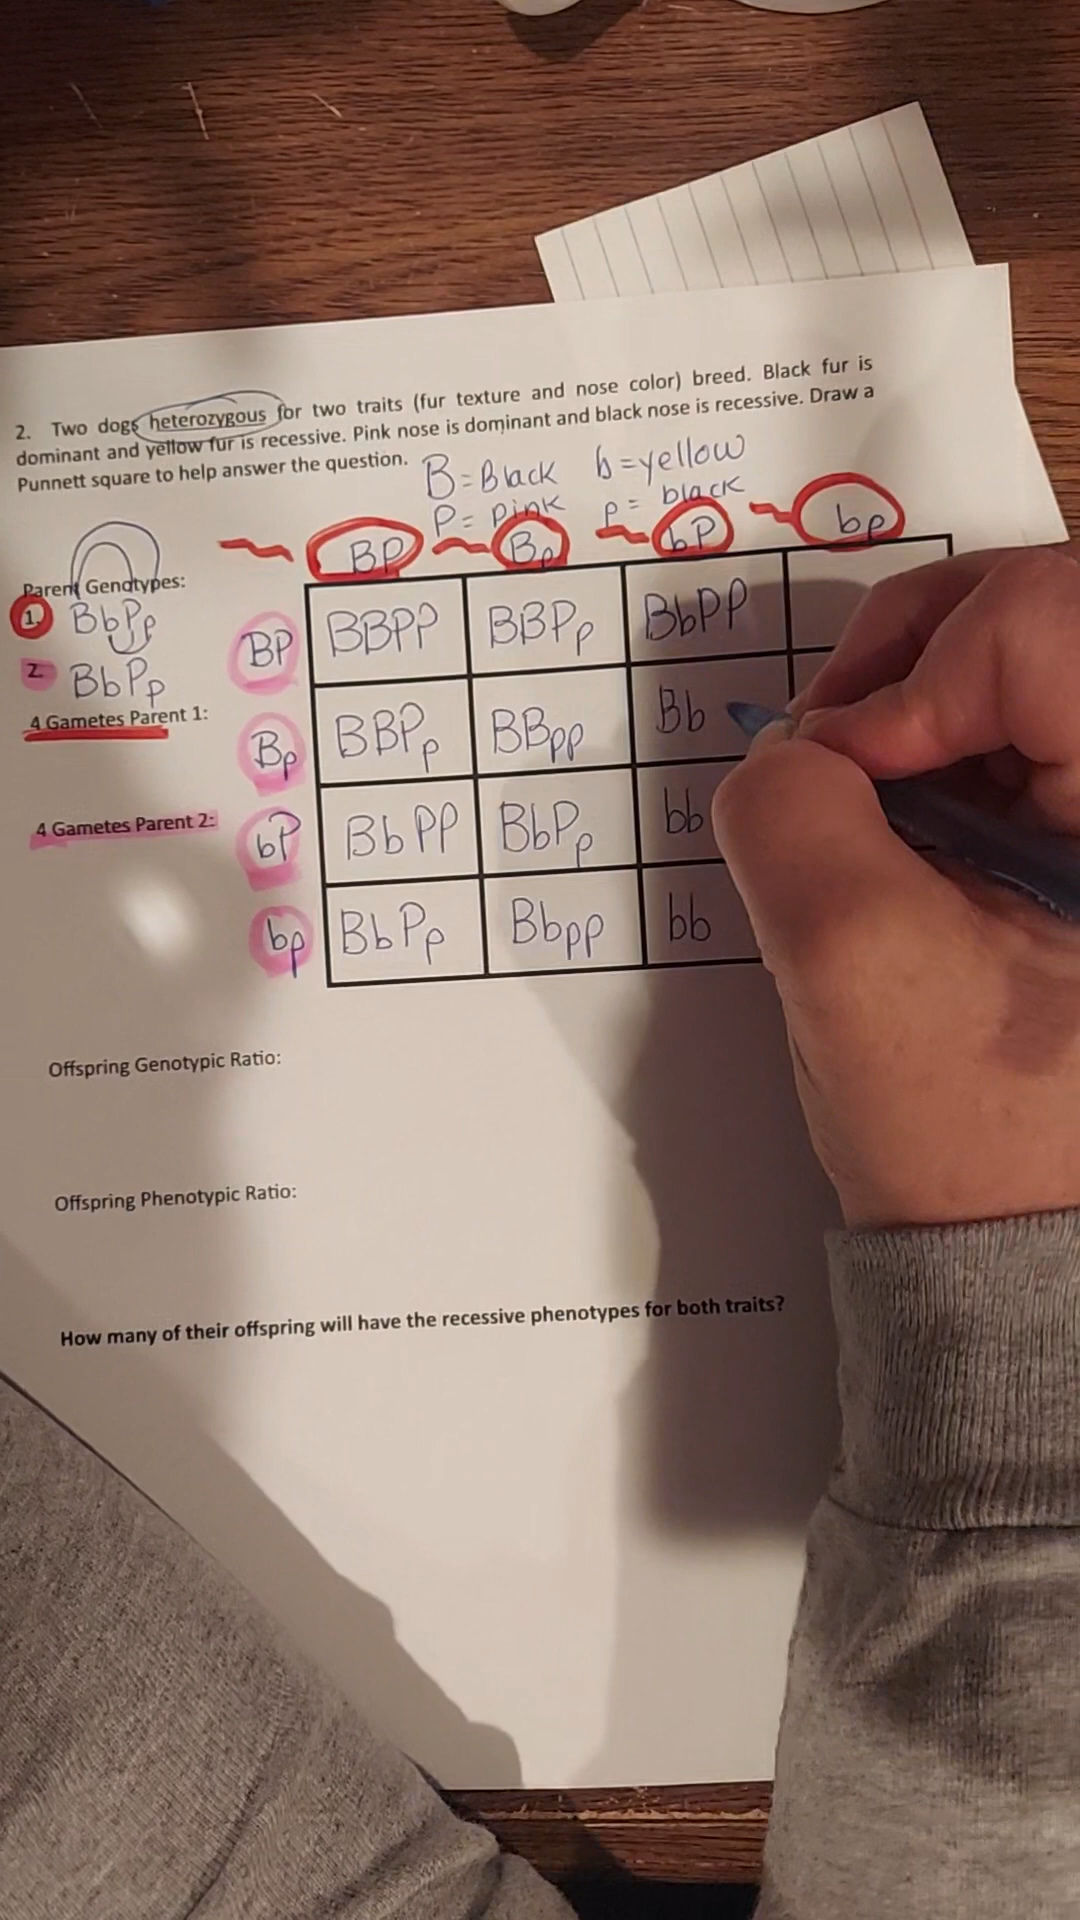 2. Two dogs heterozygous for two traits (fur texture and nose color) breed. Black fur is
dominant and yellow fur is recessive. Pink nose is dominant and black nose is recessive. Draw a
Punnett square to help answer the question.
B=Black b=yellow
P= Pink p= black
BP Bp bP bp
Parent Genotypes:
1. BbPp
2. BbPp
4 Gametes Parent 1:
4 Gametes Parent 2:
BP BBPP BBPp BbPP
Bp BBPp BBpp Bb
bP BbPP BbPp bb
bp BbPp Bbpp bb
Offspring Genotypic Ratio:
Offspring Phenotypic Ratio:
How many of their offspring will have the recessive phenotypes for both traits?